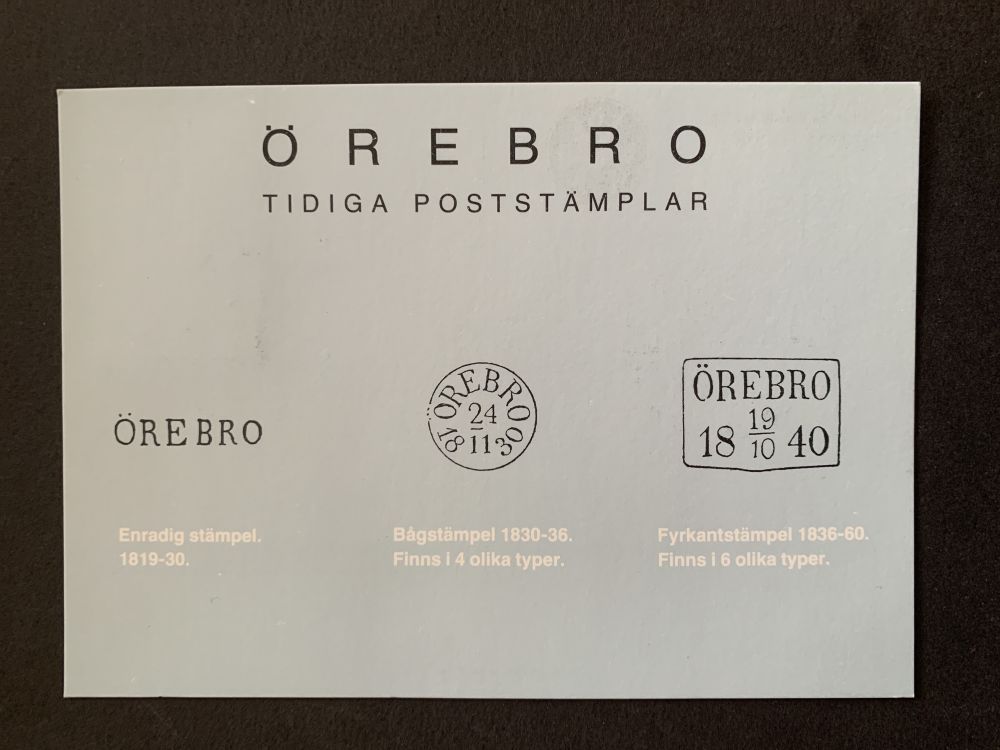 ÖREBRO
TIDIGA POSTSTÄMPLAR
ÖREBRO
ÖREBRO
24
18 11 30
ÖREBRO
19
18 10 40
Enradig stämpel.
1819-30.
Bågstämpel 1830-36.
Finns i 4 olika typer.
Fyrkantstämpel 1836-60.
Finns i 6 olika typer.